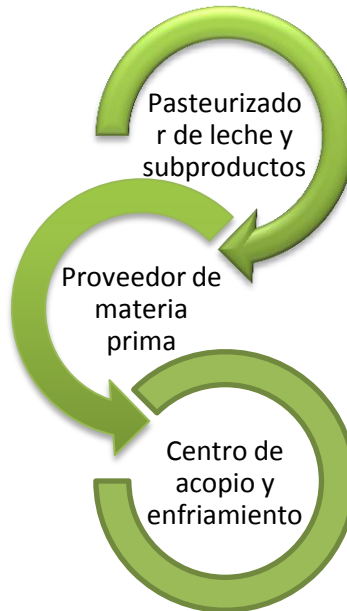 Pasteurizado
r de leche y
subproductos
Proveedor de
materia
prima
Centro de
acopio y
enfriamiento